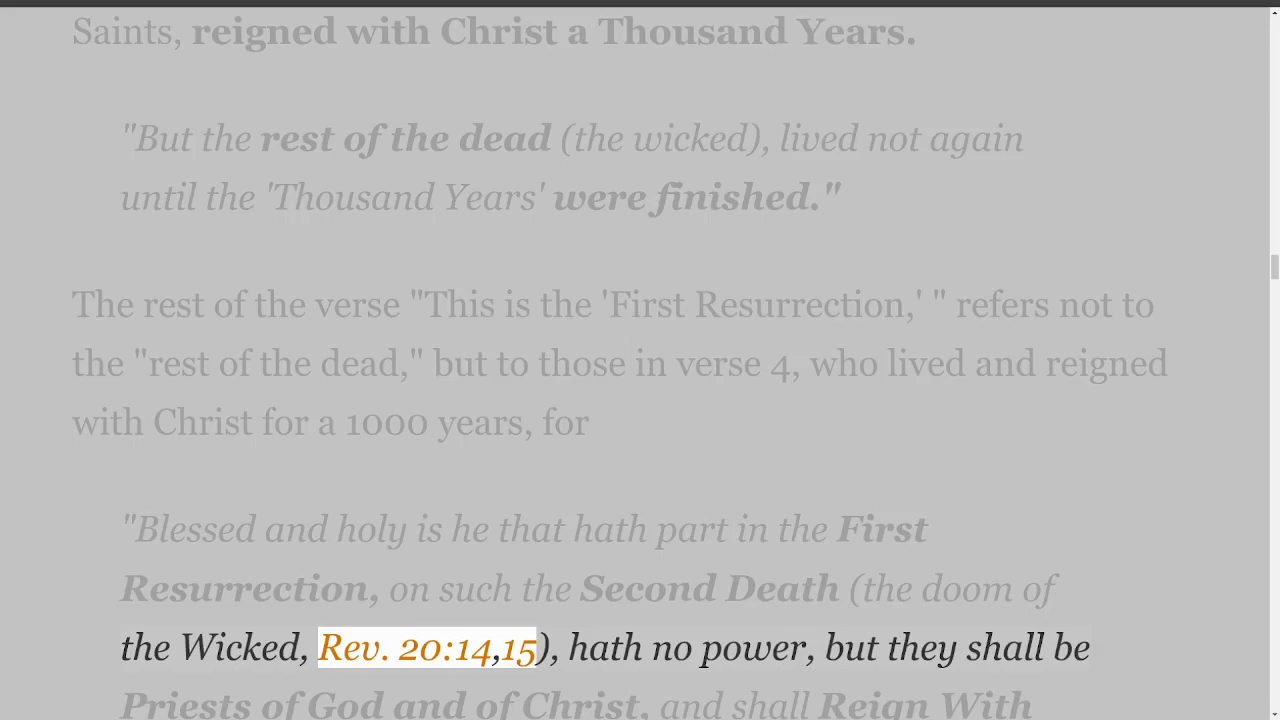 Saints, reigned with Christ a Thousand Years.
"But the rest of the dead (the wicked), lived not again
until the 'Thousand Years' were finished."
The rest of the verse "This is the 'First Resurrection,' " refers not to
the "rest of the dead," but to those in verse 4, who lived and reigned
with Christ for a 1000 years, for
"Blessed and holy is he that hath part in the First
Resurrection, on such the Second Death (the doom of
the Wicked, Rev. 20:14,15), hath no power, but they shall be
Priests of God and of Christ, and shall Reign With